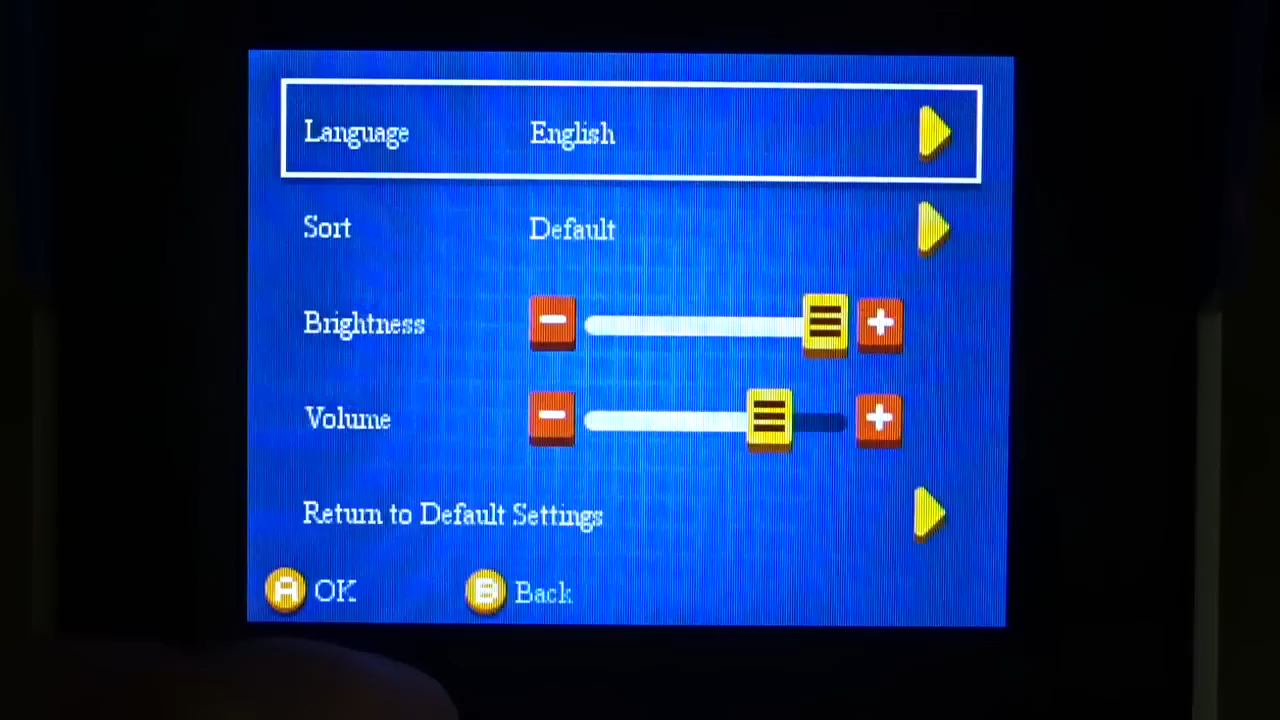 Language English
Sort Default
Brightness - +
Volume - +
Return to Default Settings
A OK B Back